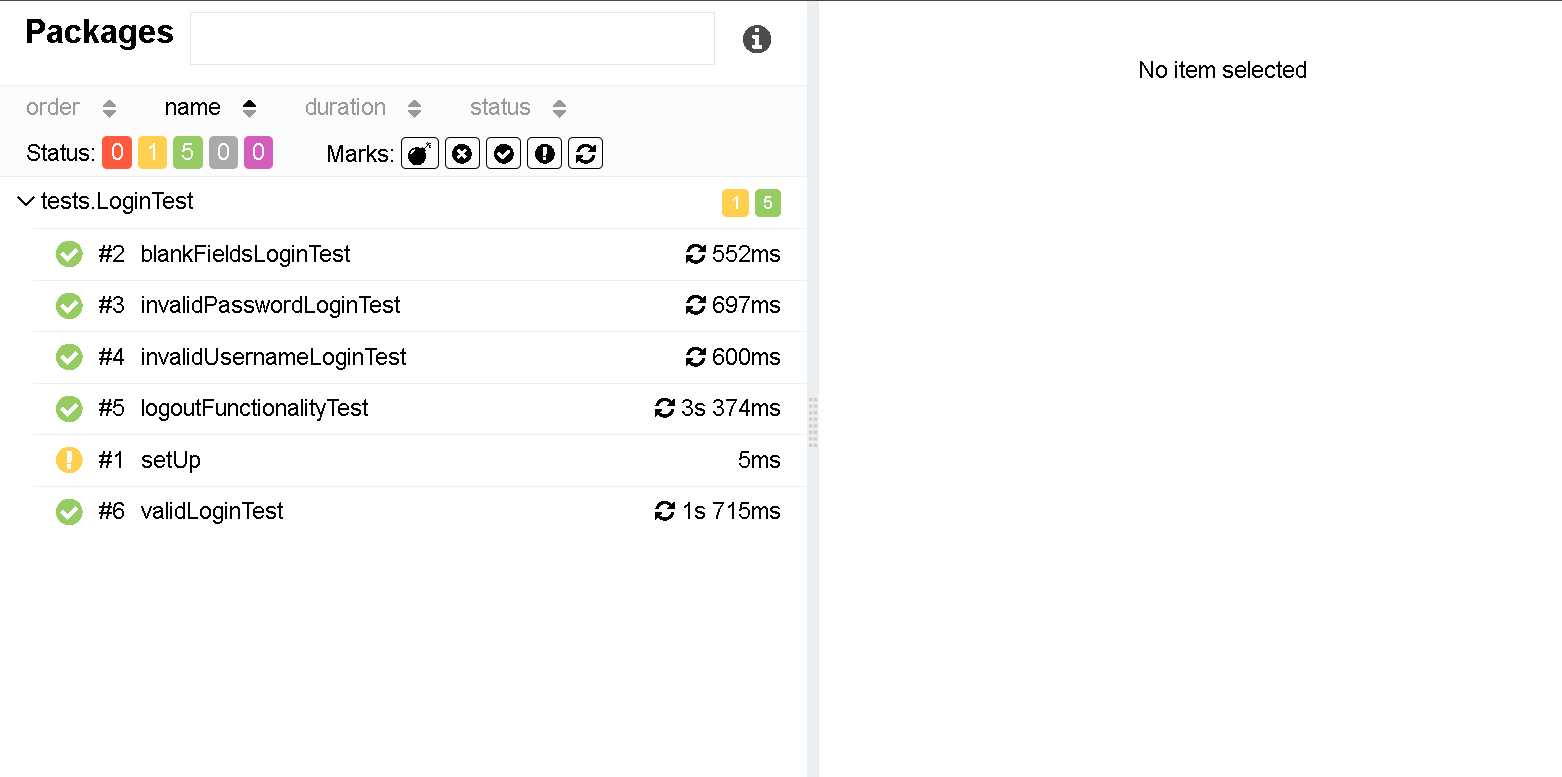 Packages
No item selected
order name duration status
Status: 0 1 5 0 0 Marks:
tests.LoginTest 1 5
#2 blankFieldsLoginTest 552ms
#3 invalidPasswordLoginTest 697ms
#4 invalidUsernameLoginTest 600ms
#5 logoutFunctionalityTest 3s 374ms
#1 setUp 5ms
#6 validLoginTest 1s 715ms